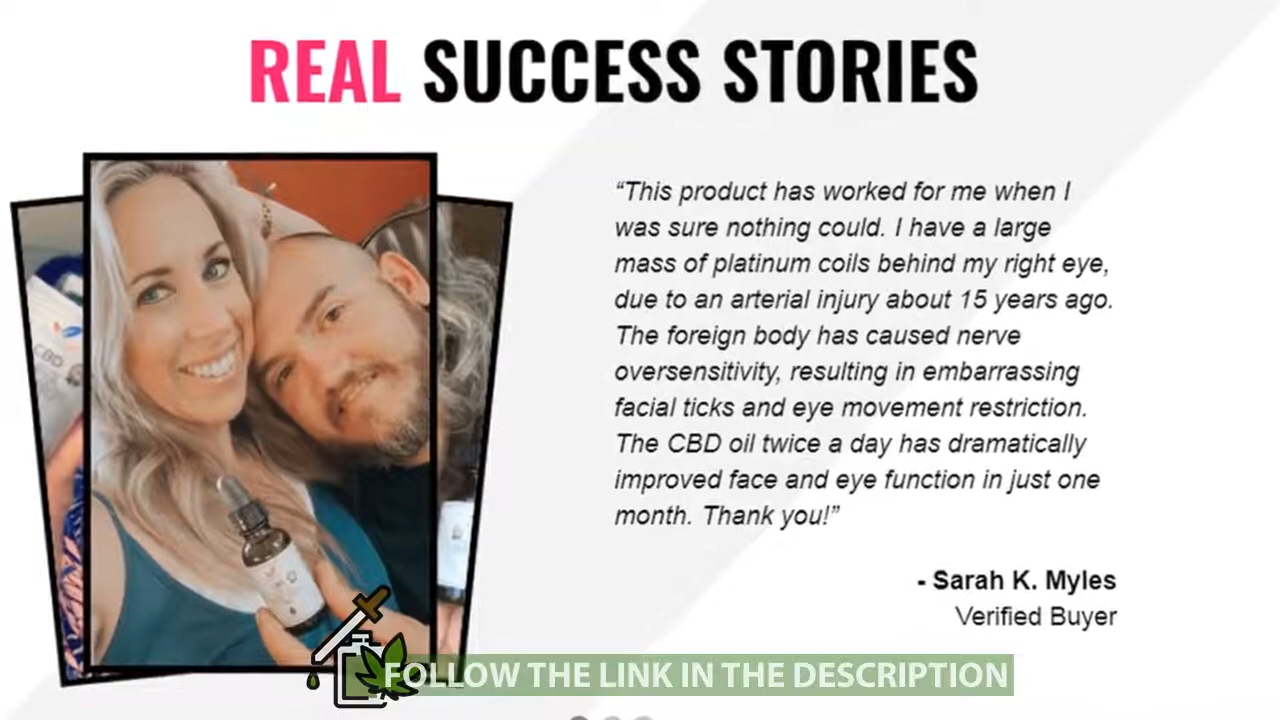 REAL SUCCESS STORIES
“This product has worked for me when I
was sure nothing could. I have a large
mass of platinum coils behind my right eye,
due to an arterial injury about 15 years ago.
The foreign body has caused nerve
oversensitivity, resulting in embarrassing
facial ticks and eye movement restriction.
The CBD oil twice a day has dramatically
improved face and eye function in just one
month. Thank you!”
- Sarah K. Myles
Verified Buyer
CBD
FOLLOW THE LINK IN THE DESCRIPTION